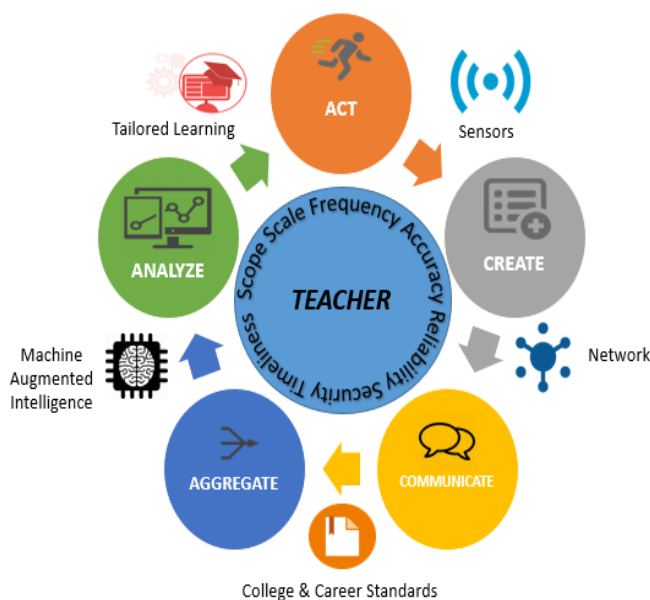 ACT
Tailored Learning
Sensors
ANALYZE
CREATE
Scope Scale Frequency Accuracy Reliability Security Timeliness
TEACHER
Machine
Augmented
Intelligence
Network
AGGREGATE
COMMUNICATE
College & Career Standards